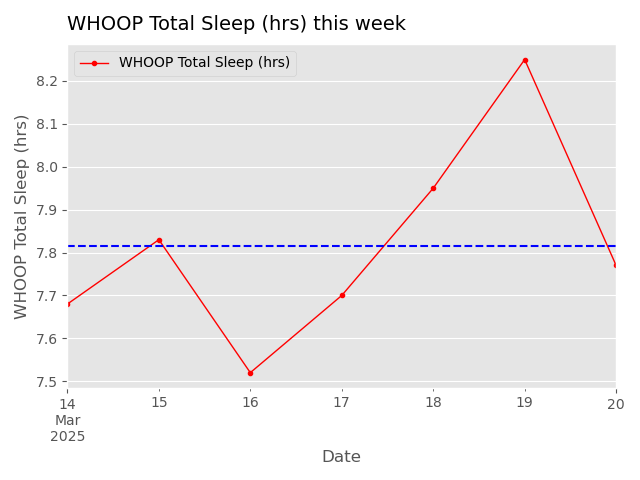 WHOOP Total Sleep (hrs) this week
WHOOP Total Sleep (hrs)
WHOOP Total Sleep (hrs)
8.2
8.1
8.0
7.9
7.8
7.7
7.6
7.5
14 15 16 17 18 19 20
Mar
2025
Date